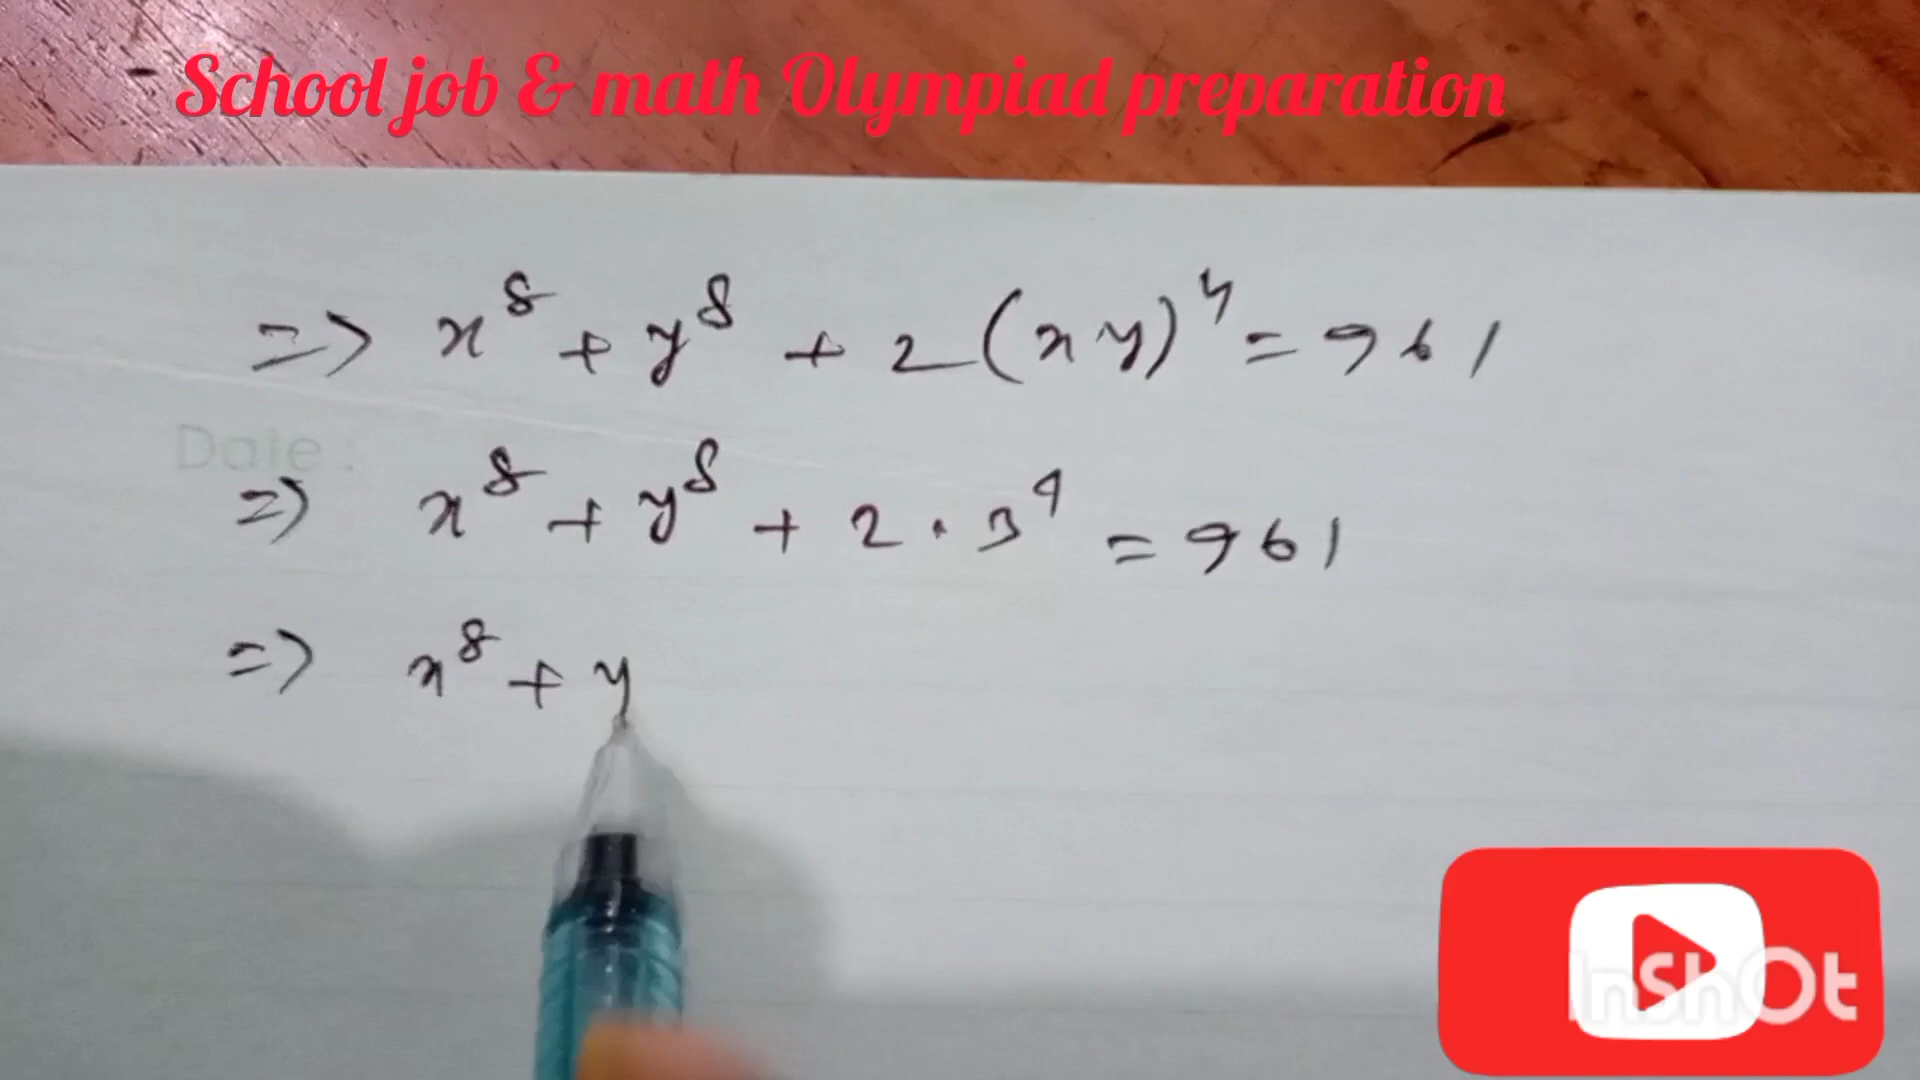 School job & math Olympiad preparation
=> x⁸ + y⁸ + 2(xy)⁴ = 961
Date :
=> x⁸ + y⁸ + 2 · 3⁴ = 961
=> x⁸ + y
InShOt